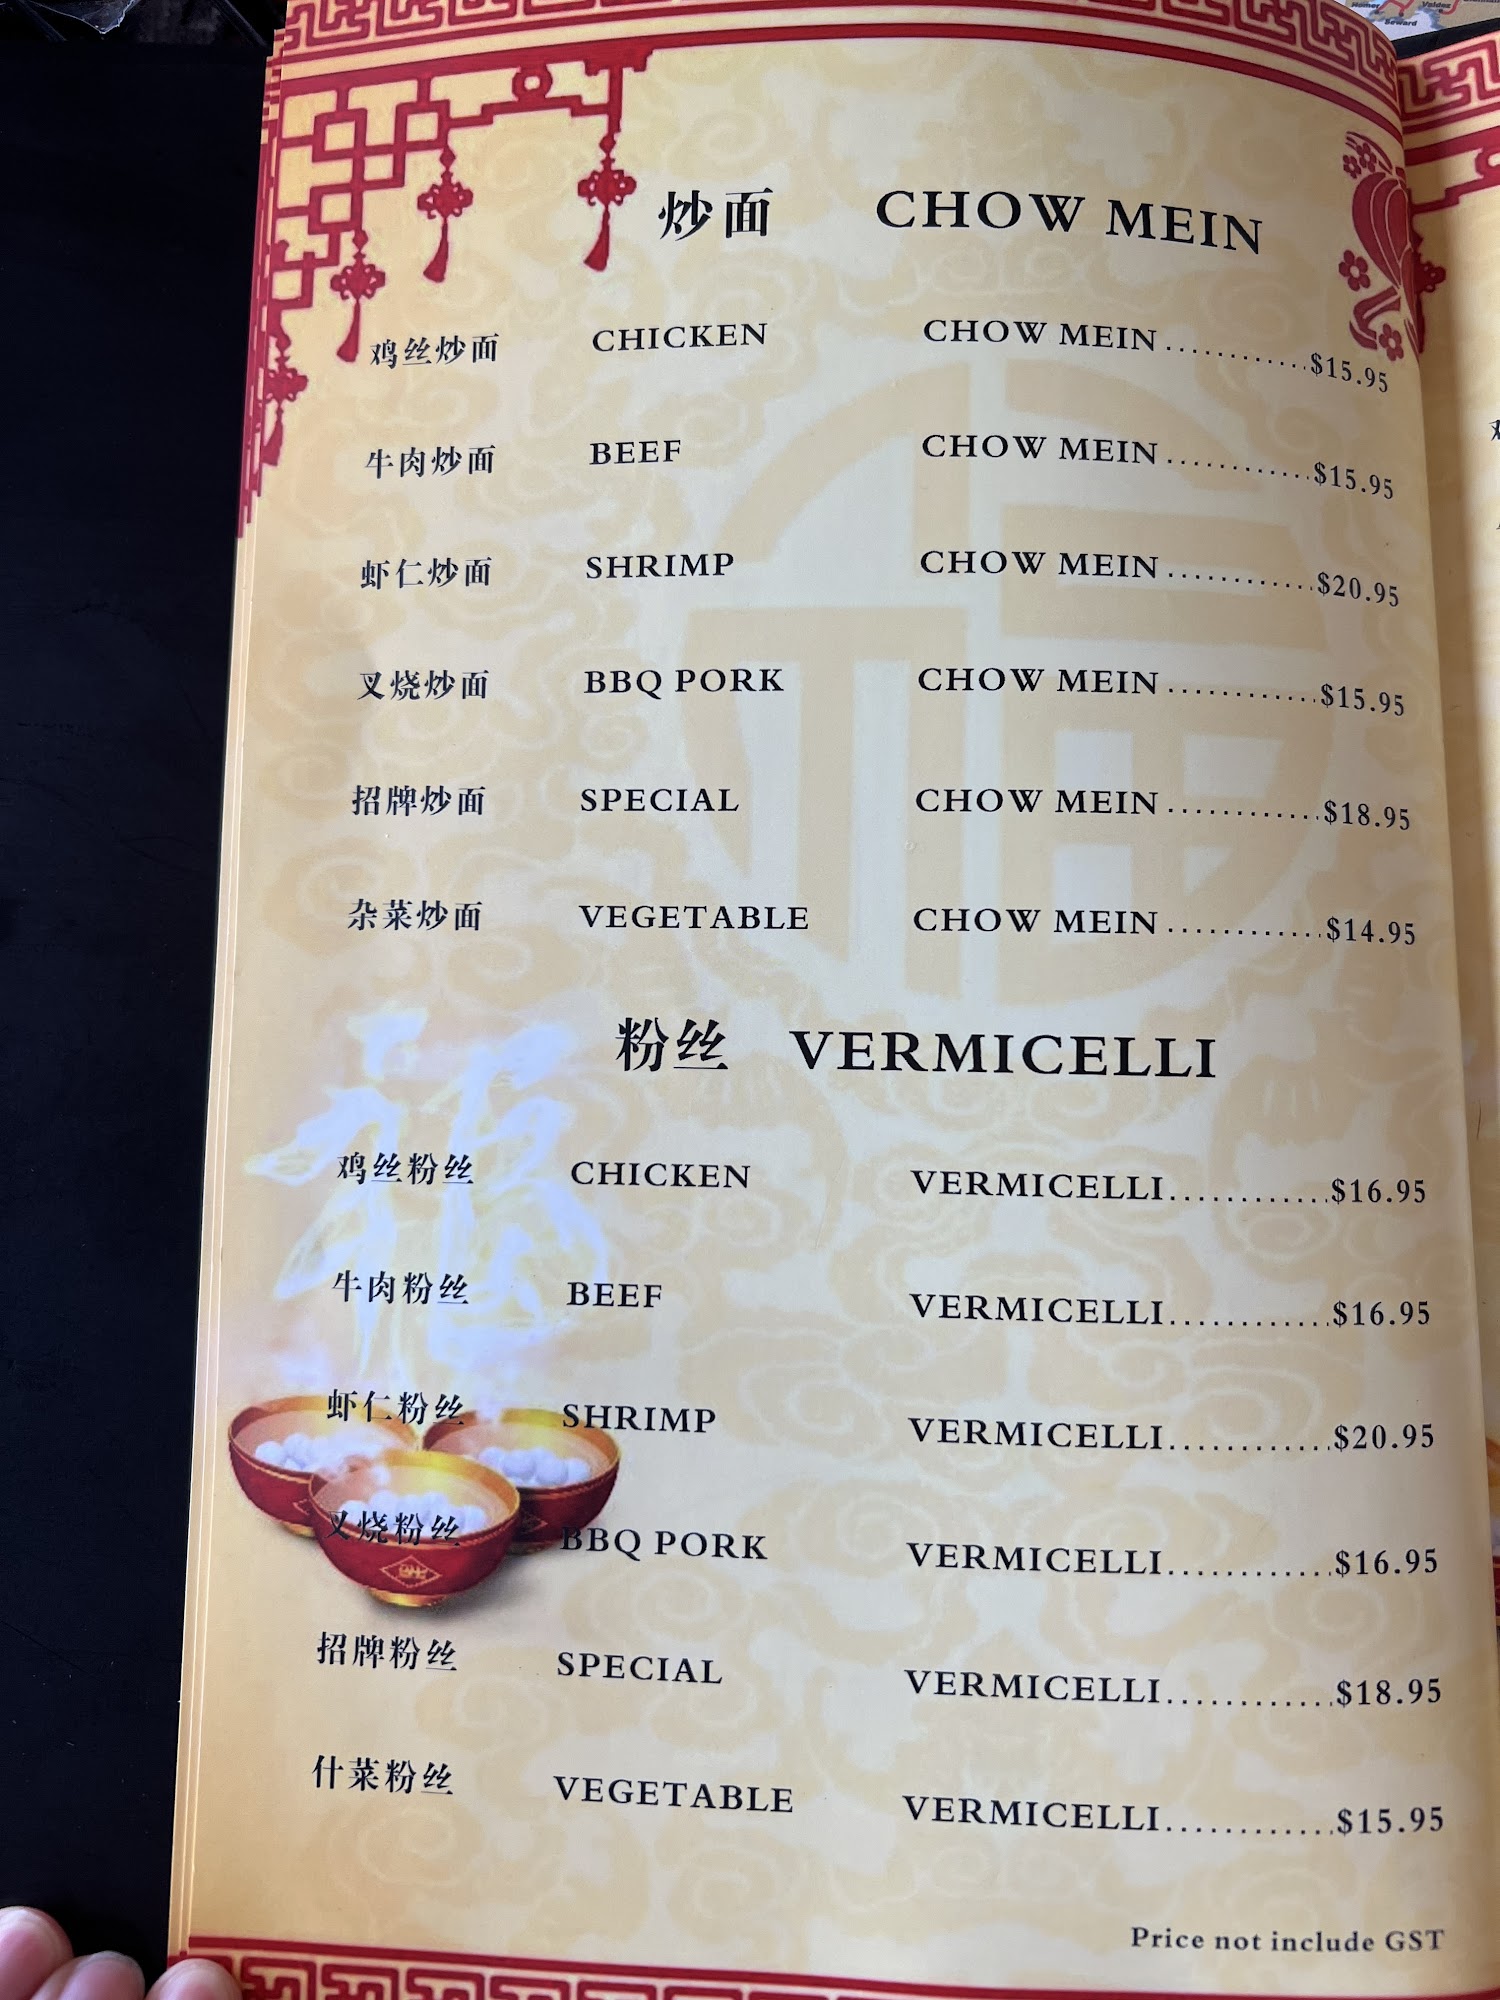 Homer Valdez
Seward
炒面 CHOW MEIN
鸡丝炒面 CHICKEN CHOW MEIN............$15.95
牛肉炒面 BEEF CHOW MEIN............$15.95
虾仁炒面 SHRIMP CHOW MEIN............$20.95
叉烧炒面 BBQ PORK CHOW MEIN............$15.95
招牌炒面 SPECIAL CHOW MEIN............$18.95
杂菜炒面 VEGETABLE CHOW MEIN............$14.95
粉丝 VERMICELLI
鸡丝粉丝 CHICKEN VERMICELLI............$16.95
牛肉粉丝 BEEF VERMICELLI............$16.95
虾仁粉丝 SHRIMP VERMICELLI............$20.95
叉烧粉丝 BBQ PORK VERMICELLI............$16.95
招牌粉丝 SPECIAL VERMICELLI............$18.95
什菜粉丝 VEGETABLE VERMICELLI............$15.95
Price not include GST